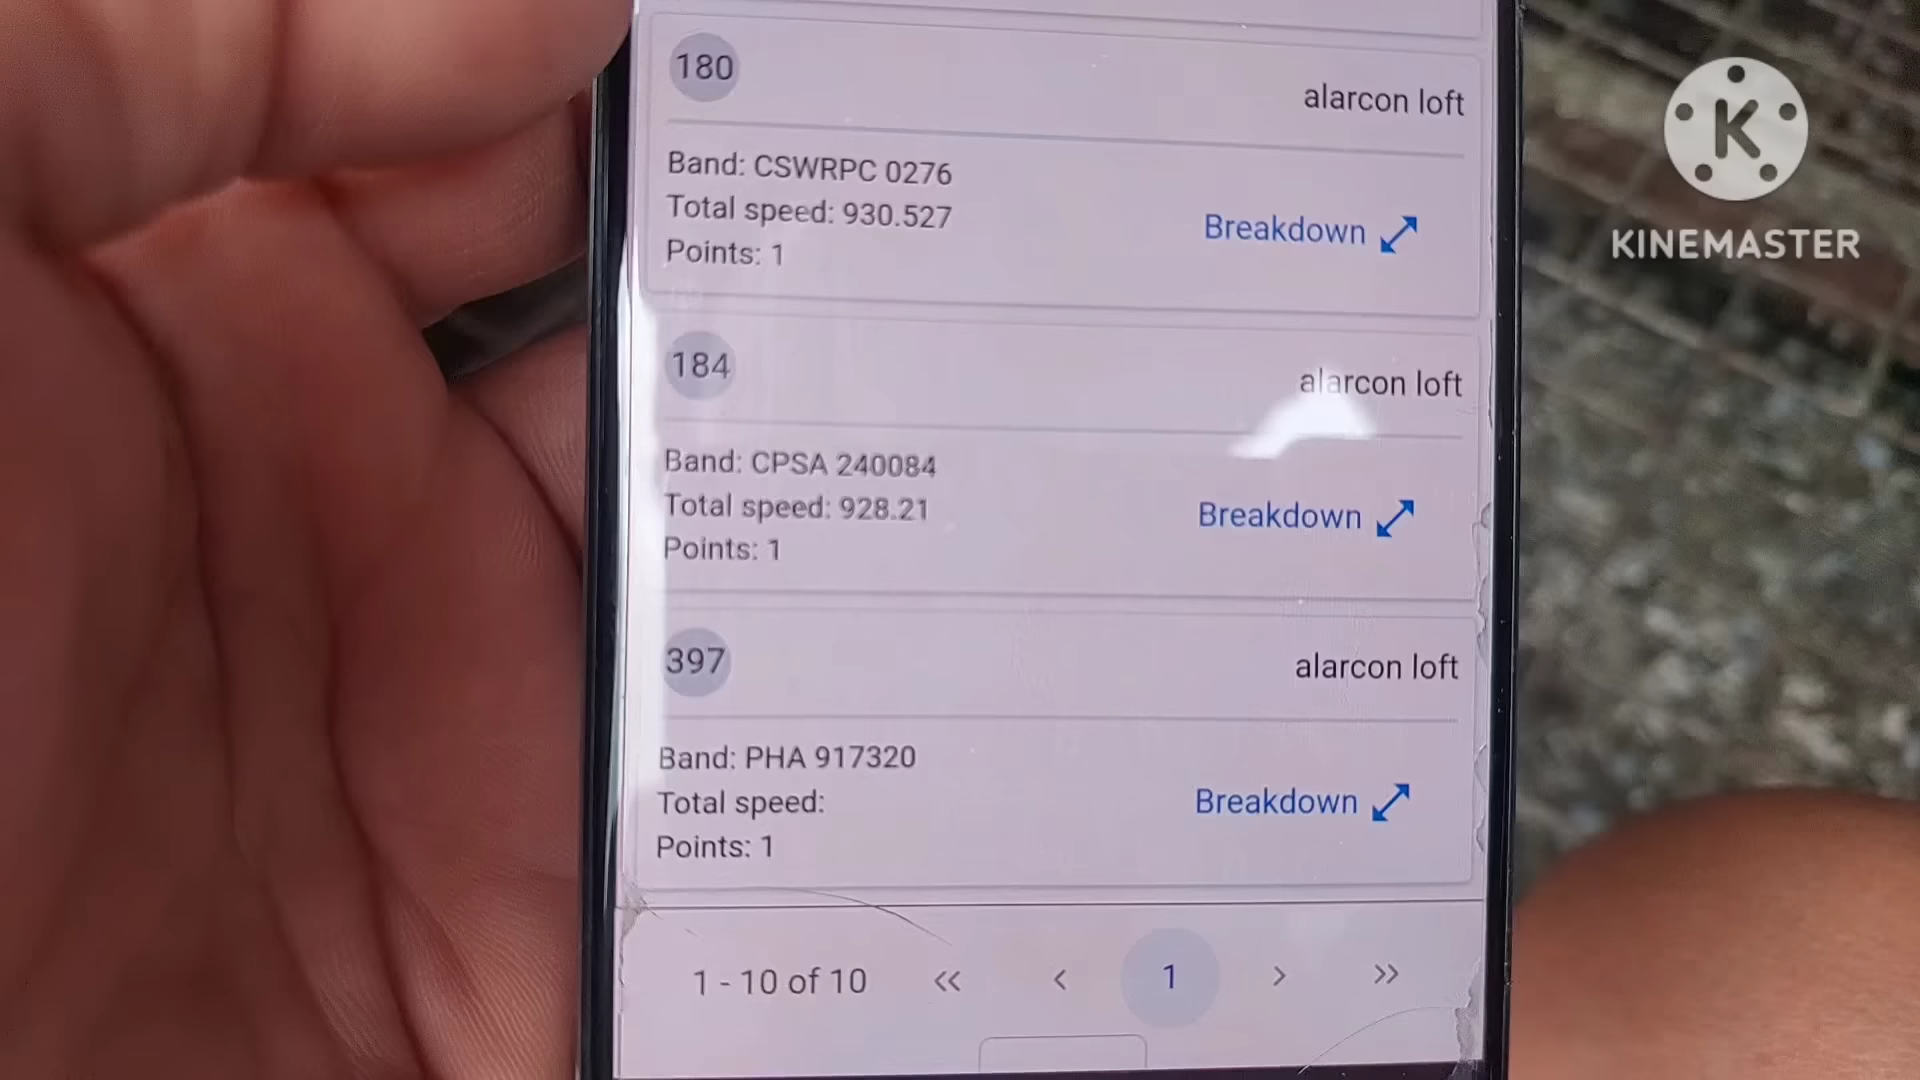 180
alarcon loft
Band: CSWRPC 0276
Total speed: 930.527
Points: 1
Breakdown
184
alarcon loft
Band: CPSA 240084
Total speed: 928.21
Points: 1
Breakdown
397
alarcon loft
Band: PHA 917320
Total speed:
Points: 1
Breakdown
1 - 10 of 10 << < 1 > >>
K
KINEMASTER